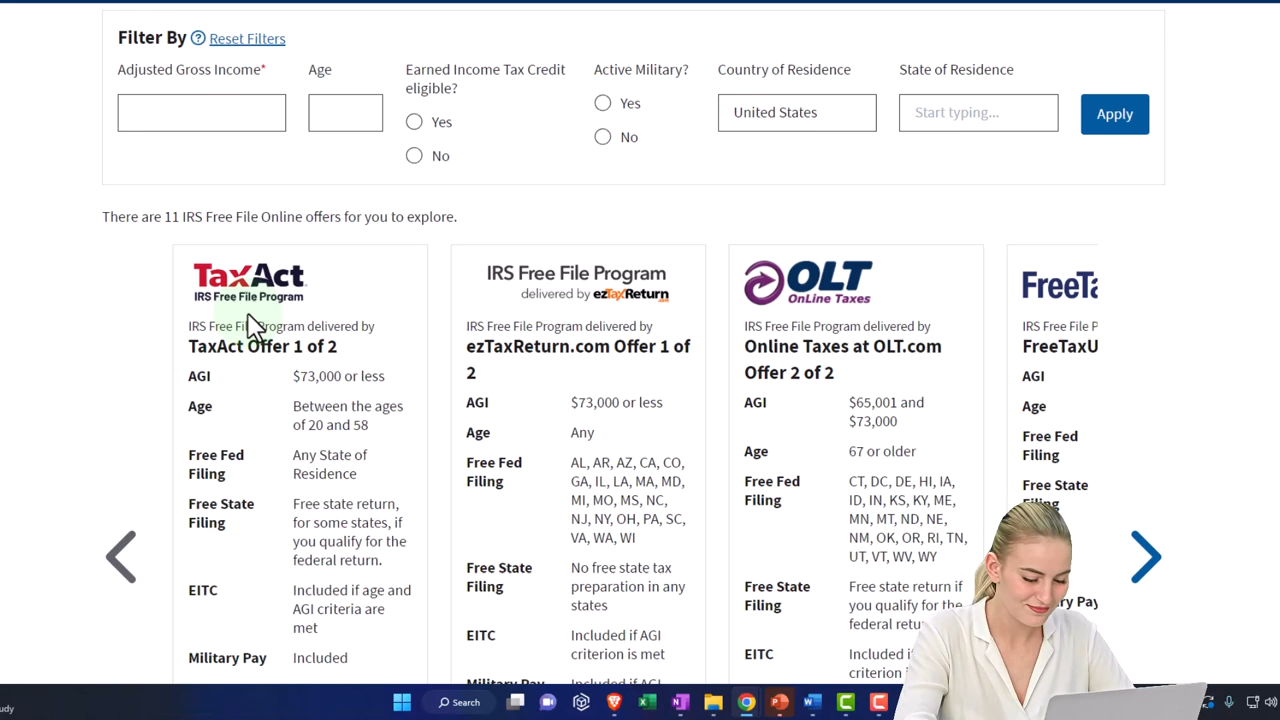 Filter By ? Reset Filters
Adjusted Gross Income*
Age
Earned Income Tax Credit
eligible?
Yes
No
Active Military?
Yes
No
Country of Residence
United States
State of Residence
Start typing...
Apply
There are 11 IRS Free File Online offers for you to explore.
TaxAct
IRS Free File Program
IRS Free File Program delivered by
TaxAct Offer 1 of 2
AGI $73,000 or less
Age Between the ages
of 20 and 58
Free Fed Any State of
Filing Residence
Free State Free state return,
Filing for some states, if
you qualify for the
federal return.
EITC Included if age and
AGI criteria are
met
Military Pay Included
IRS Free File Program
delivered by ezTaxReturn.com
IRS Free File Program delivered by
ezTaxReturn.com Offer 1 of
2
AGI $73,000 or less
Age Any
Free Fed AL, AR, AZ, CA, CO,
Filing GA, IL, LA, MA, MD,
MI, MO, MS, NC,
NJ, NY, OH, PA, SC,
VA, WA, WI
Free State No free state tax
Filing preparation in any
states
EITC Included if AGI
criterion is met
OLT
OnLine Taxes
IRS Free File Program delivered by
Online Taxes at OLT.com
Offer 2 of 2
AGI $65,001 and
$73,000
Age 67 or older
Free Fed CT, DC, DE, HI, IA,
Filing ID, IN, KS, KY, ME,
MN, MT, ND, NE,
NM, OK, OR, RI, TN,
UT, VT, WV, WY
Free State Free state return if
Filing you qualify for the
federal retu
EITC Included
criterion
FreeTa
IRS Free File P
FreeTaxU
AGI
Age
Free Fed
Filing
Free State
Filing
ry Pay
udy
Search